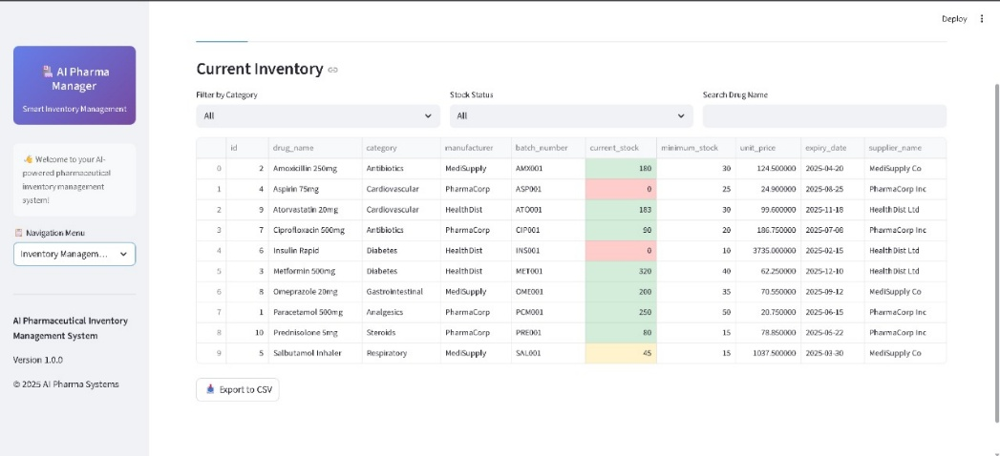 Deploy
AI Pharma
Manager
Smart Inventory Management
Welcome to your AI-
powered pharmaceutical
inventory management
system!
Navigation Menu
Inventory Managem...
AI Pharmaceutical Inventory
Management System
Version 1.0.0
© 2025 AI Pharma Systems
Current Inventory
Filter by Category Stock Status Search Drug Name
All All
id drug_name category manufacturer batch_number current_stock minimum_stock unit_price expiry_date supplier_name
0 2 Amoxicillin 250mg Antibiotics MediSupply AMX001 180 30 124.500000 2025-04-20 MediSupply Co
1 4 Aspirin 75mg Cardiovascular PharmaCorp ASP001 0 25 24.900000 2025-08-25 PharmaCorp Inc
2 9 Atorvastatin 20mg Cardiovascular HealthDist ATO001 183 30 99.600000 2025-11-18 HealthDist Ltd
3 7 Ciprofloxacin 500mg Antibiotics PharmaCorp CIP001 90 20 186.750000 2025-07-08 PharmaCorp Inc
4 6 Insulin Rapid Diabetes HealthDist INS001 0 10 3735.000000 2025-02-15 HealthDist Ltd
5 3 Metformin 500mg Diabetes HealthDist MET001 320 40 62.250000 2025-12-10 HealthDist Ltd
6 8 Omeprazole 20mg Gastrointestinal MediSupply OME001 200 35 70.550000 2025-09-12 MediSupply Co
7 1 Paracetamol 500mg Analgesics PharmaCorp PCM001 250 50 20.750000 2025-06-15 PharmaCorp Inc
8 10 Prednisolone 5mg Steroids PharmaCorp PRE001 80 15 78.850000 2025-05-22 PharmaCorp Inc
9 5 Salbutamol Inhaler Respiratory MediSupply SAL001 45 15 1037.500000 2025-03-30 MediSupply Co
Export to CSV